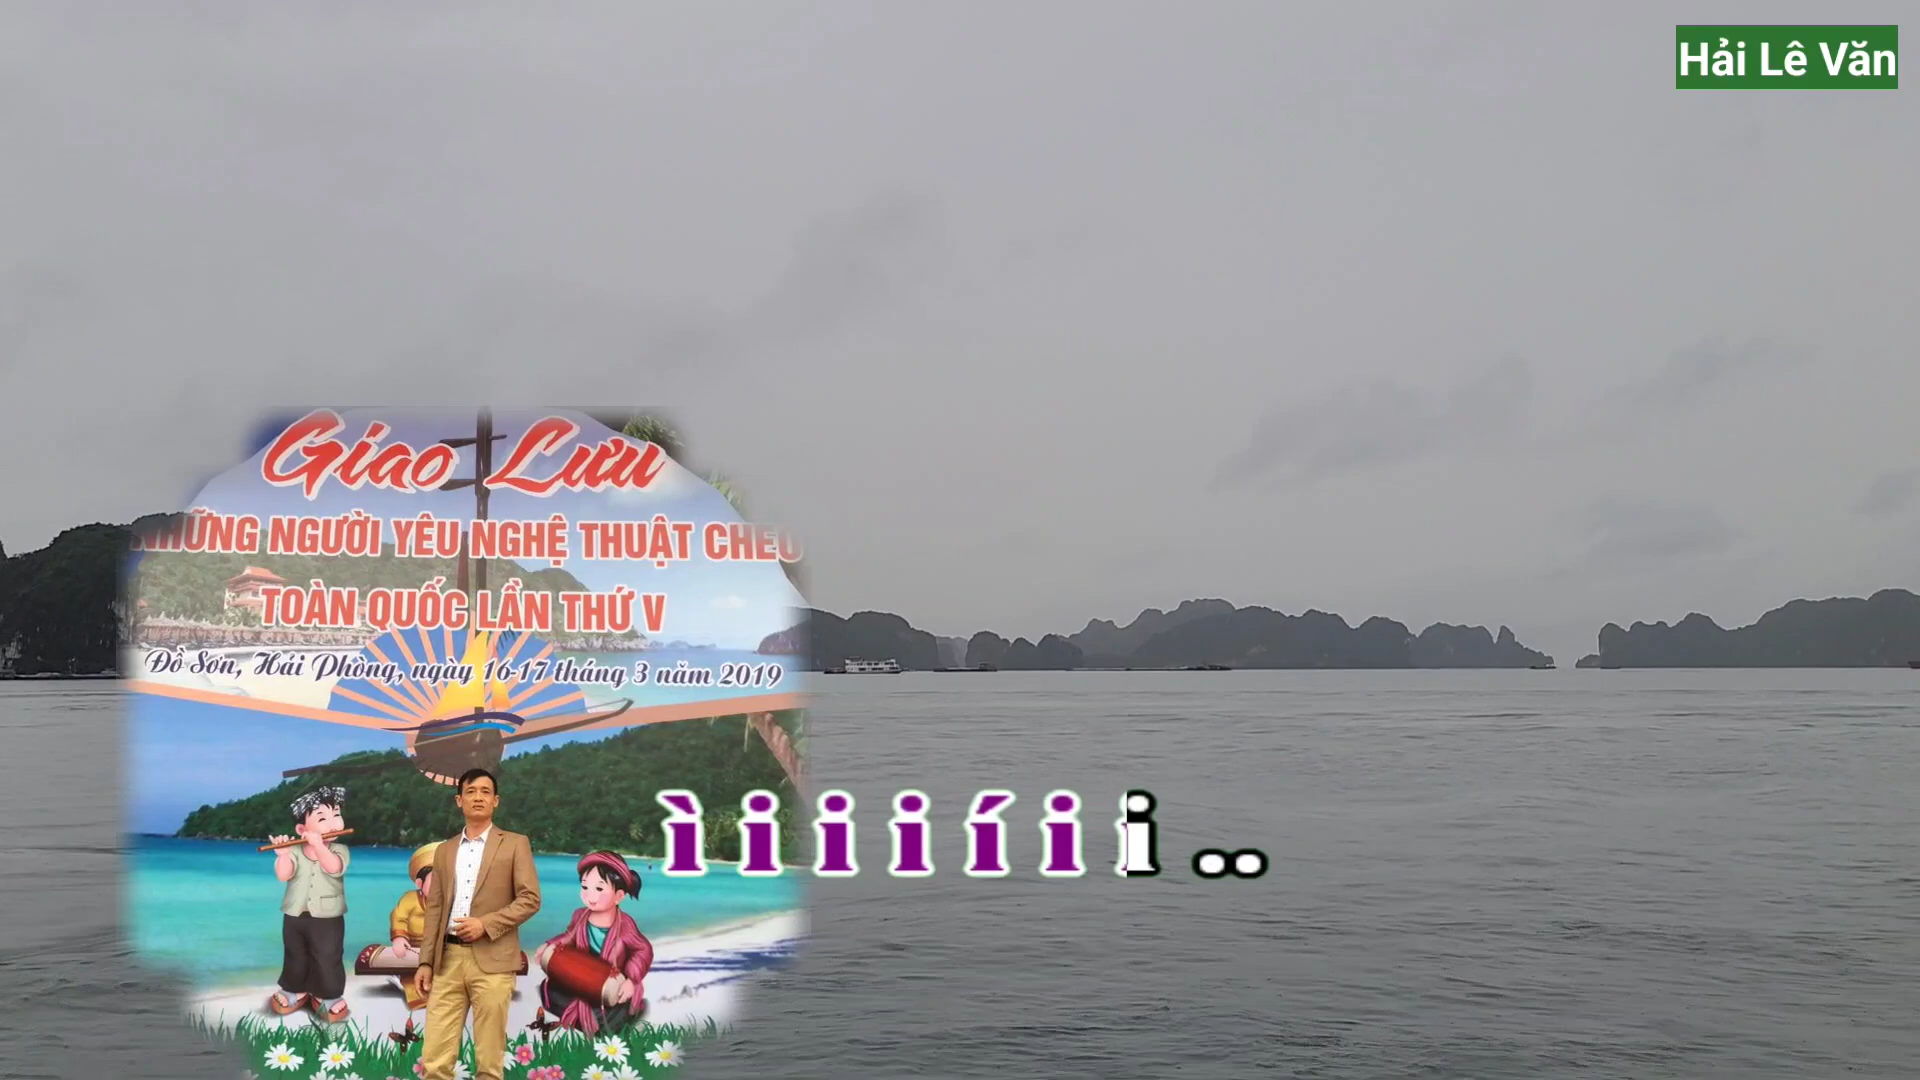 Hải Lê Văn
Giao Lưu
NHỮNG NGƯỜI YÊU NGHỆ THUẬT CHÈO
TOÀN QUỐC LẦN THỨ V
Đồ Sơn, Hải Phòng, ngày 16-17 tháng 3 năm 2019
ì i i i í i i ..